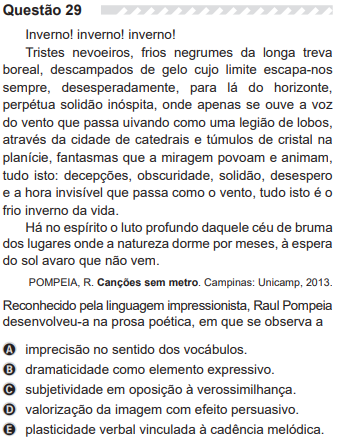 Questão 29
Inverno! inverno! inverno!
Tristes nevoeiros, frios negrumes da longa treva
boreal, descampados de gelo cujo limite escapa-nos
sempre, desesperadamente, para lá do horizonte,
perpétua solidão inóspita, onde apenas se ouve a voz
do vento que passa uivando como uma legião de lobos,
através da cidade de catedrais e túmulos de cristal na
planície, fantasmas que a miragem povoam e animam,
tudo isto: decepções, obscuridade, solidão, desespero
e a hora invisível que passa como o vento, tudo isto é o
frio inverno da vida.
Há no espírito o luto profundo daquele céu de bruma
dos lugares onde a natureza dorme por meses, à espera
do sol avaro que não vem.
POMPEIA, R. Canções sem metro. Campinas: Unicamp, 2013.
Reconhecido pela linguagem impressionista, Raul Pompeia
desenvolveu-a na prosa poética, em que se observa a
A imprecisão no sentido dos vocábulos.
B dramaticidade como elemento expressivo.
C subjetividade em oposição à verossimilhança.
D valorização da imagem com efeito persuasivo.
E plasticidade verbal vinculada à cadência melódica.